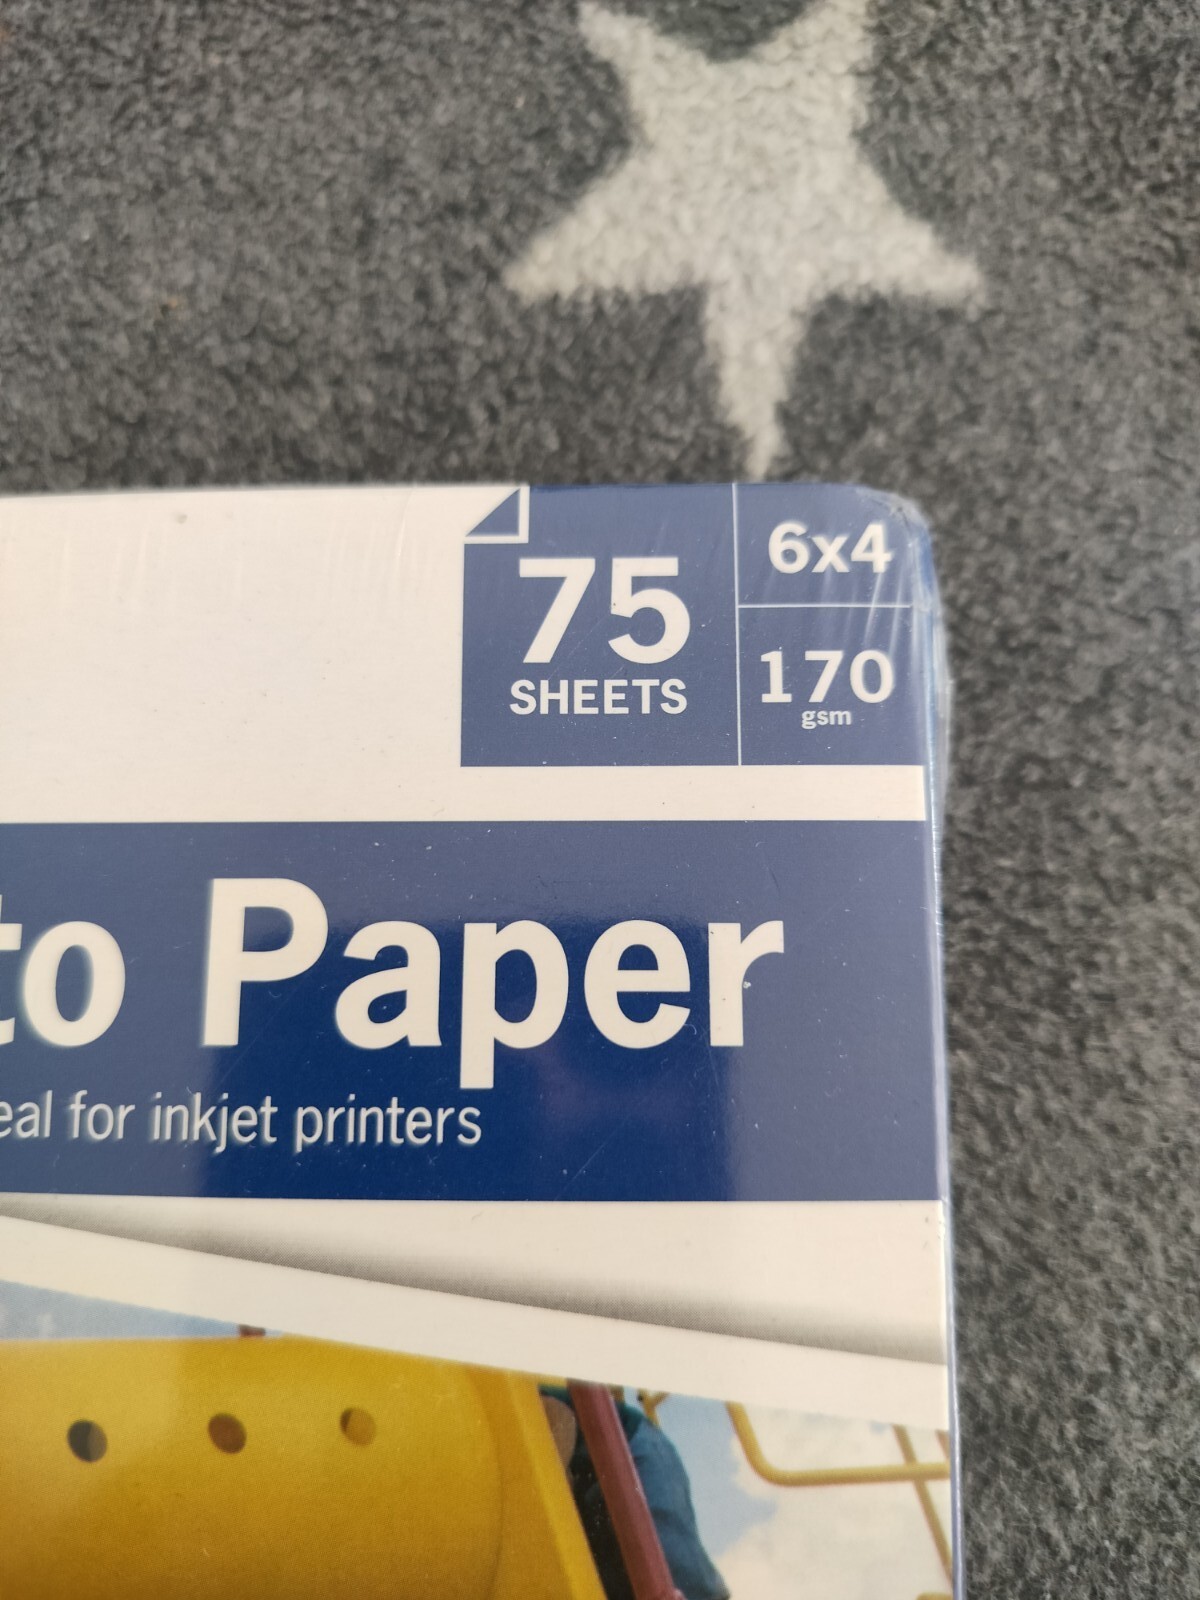 75
SHEETS
6x4
170
gsm
to Paper
eal for inkjet printers